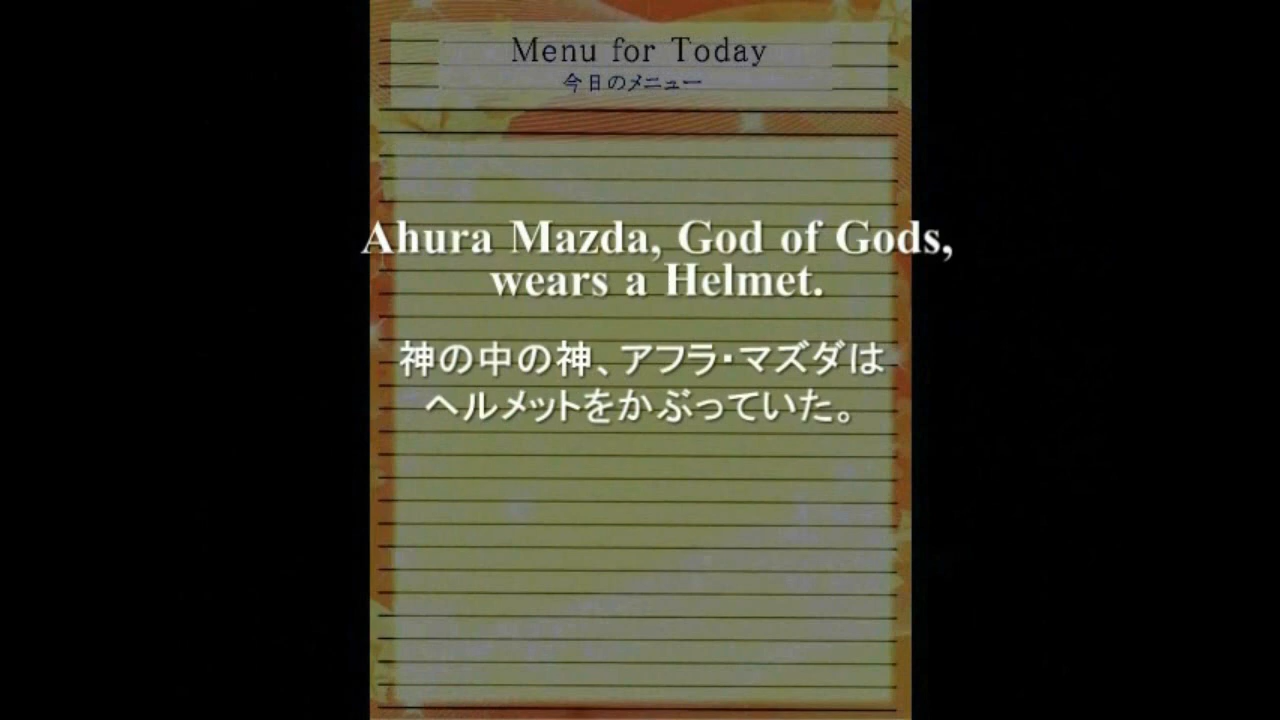 Menu for Today
今日のメニュー
Ahura Mazda, God of Gods,
wears a Helmet.
神の中の神、アフラ・マズダは
ヘルメットをかぶっていた。